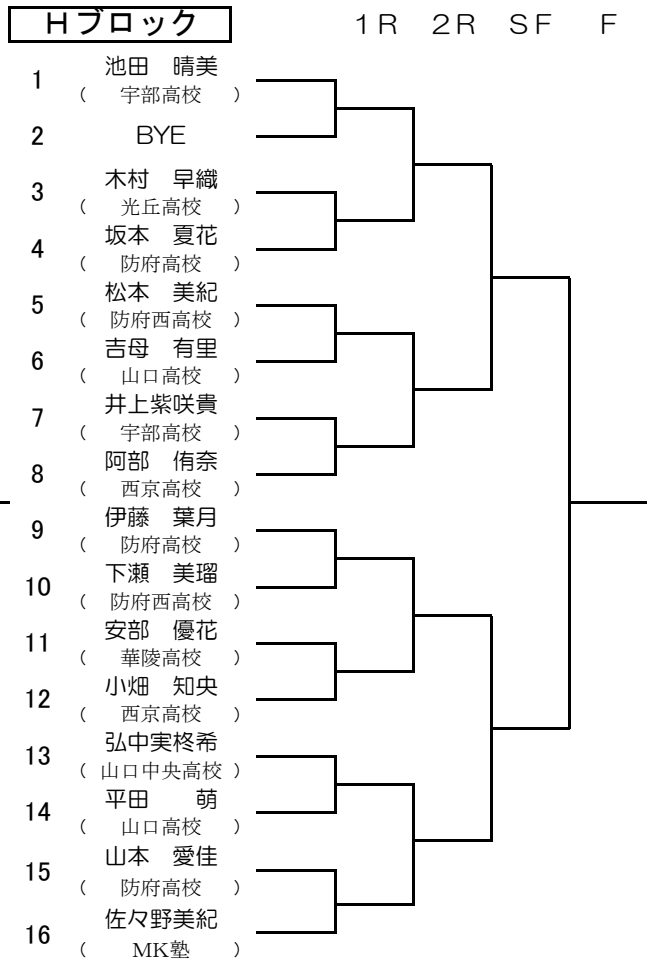 Ｈブロック　１Ｒ　２Ｒ　ＳＦ　Ｆ
1　池田　晴美
（　宇部高校　）
2　BYE
3　木村　早織
（　光丘高校　）
4　坂本　夏花
（　防府高校　）
5　松本　美紀
（　防府西高校　）
6　吉母　有里
（　山口高校　）
7　井上紫咲貴
（　宇部高校　）
8　阿部　侑奈
（　西京高校　）
9　伊藤　葉月
（　防府高校　）
10　下瀬　美瑠
（　防府西高校　）
11　安部　優花
（　華陵高校　）
12　小畑　知央
（　西京高校　）
13　弘中実柊希
（ 山口中央高校 ）
14　平田　　萌
（　山口高校　）
15　山本　愛佳
（　防府高校　）
16　佐々野美紀
（　MK塾　）